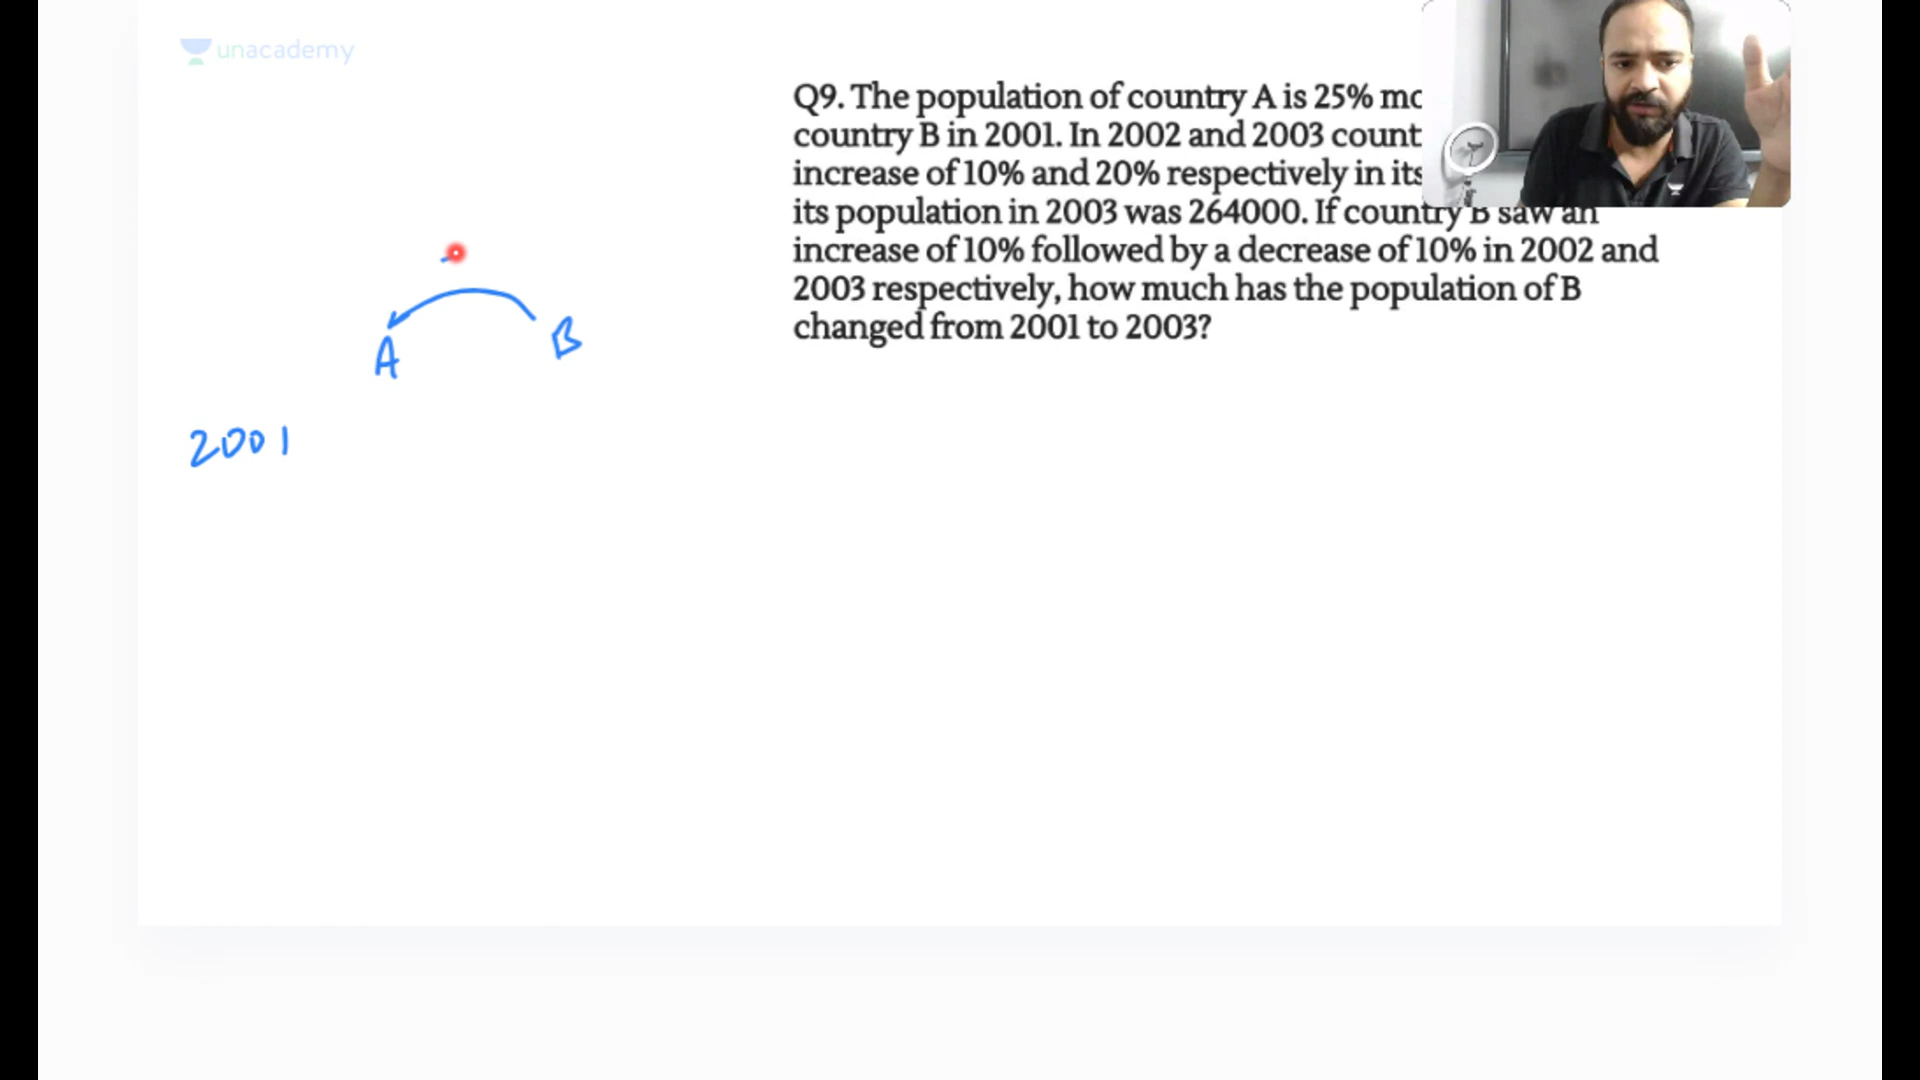 unacademy
Q9. The population of country A is 25%
country B in 2001. In 2002 and 2003
increase of 10% and 20% respectively in its
its population in 2003 was 264000. If country B saw an
increase of 10% followed by a decrease of 10% in 2002 and
2003 respectively, how much has the population of B
changed from 2001 to 2003?
A B
2001